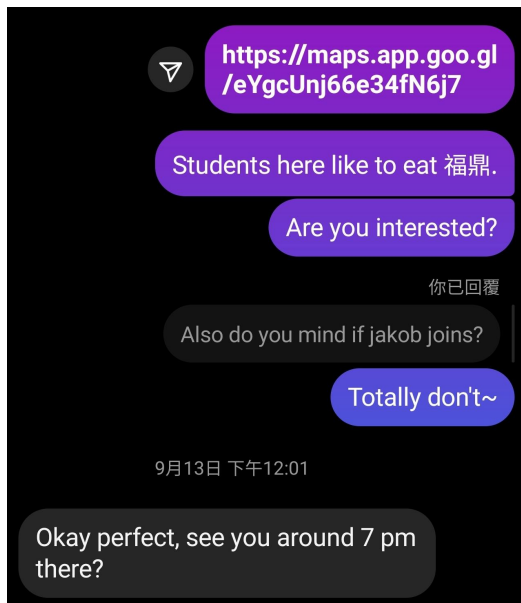 https://maps.app.goo.gl
/eYgcUnj66e34fN6j7
Students here like to eat 福鼎.
Are you interested?
你已回覆
Also do you mind if jakob joins?
Totally don't~
9月13日 下午12:01
Okay perfect, see you around 7 pm
there?